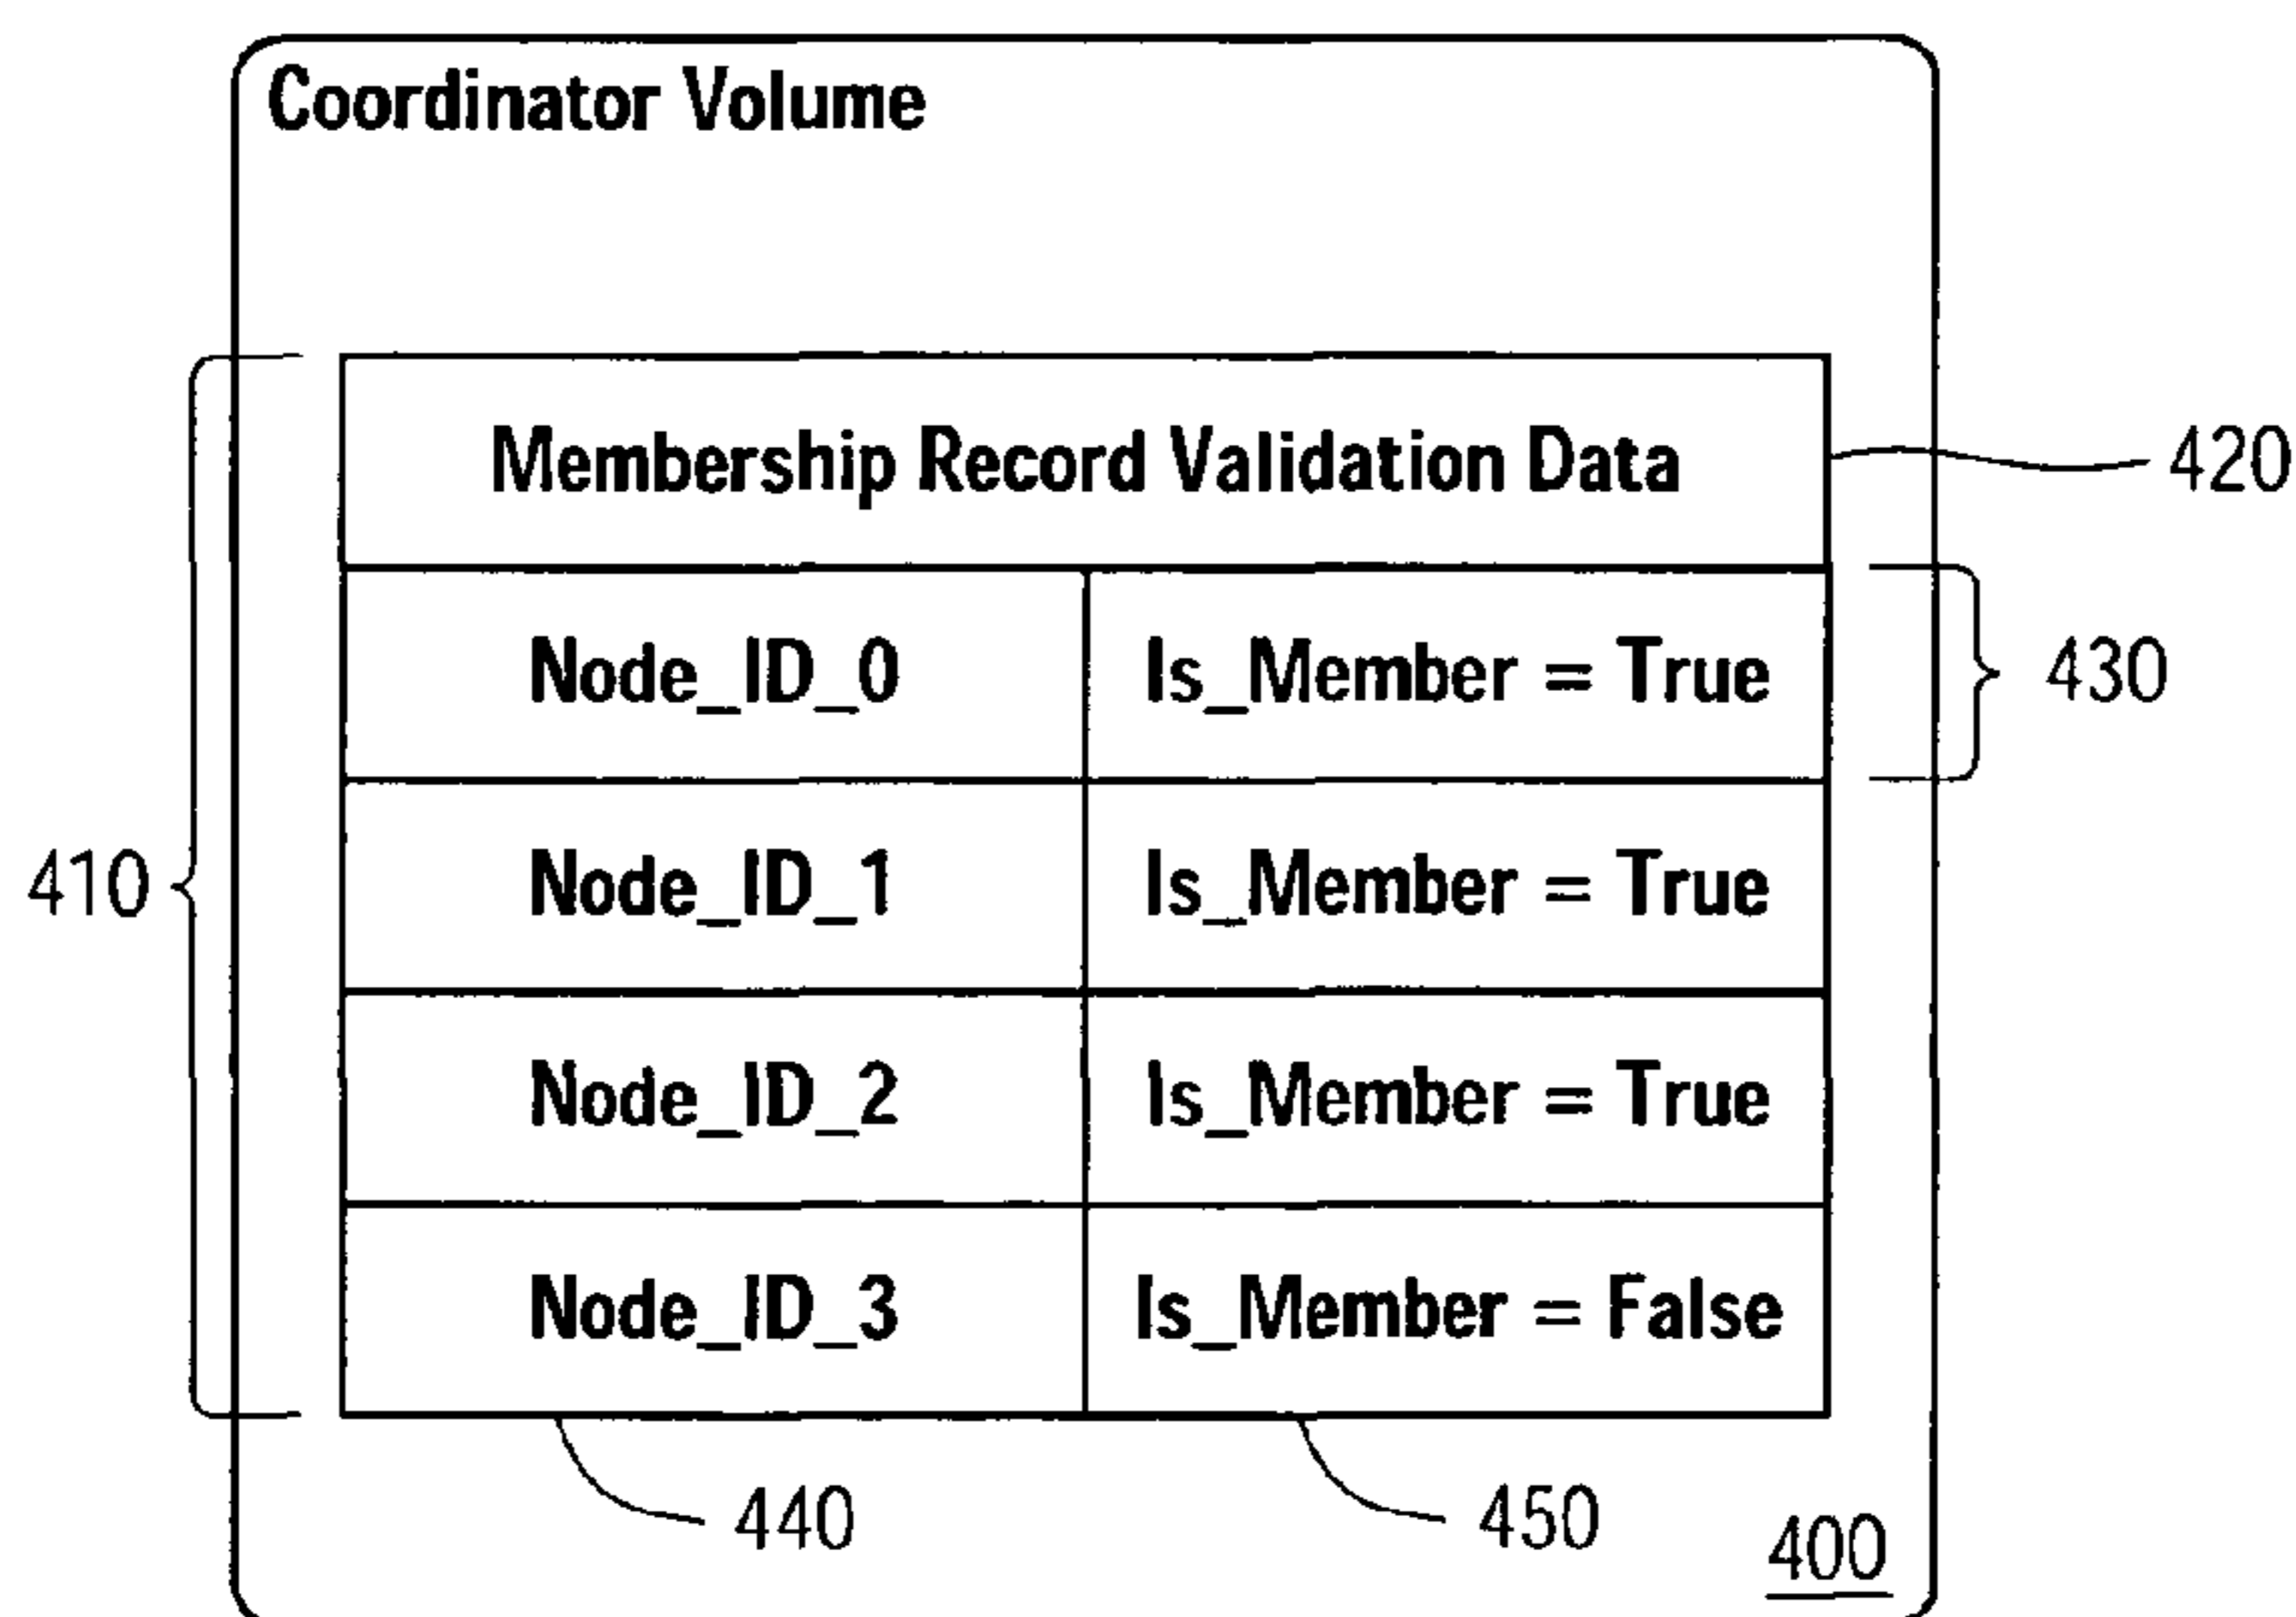 Coordinator Volume
Membership Record Validation Data
420
Node_ID_0 Is_Member = True
430
Node_ID_1 Is_Member = True
410
Node_ID_2 Is_Member = True
Node_ID_3 Is_Member = False
440
450
400